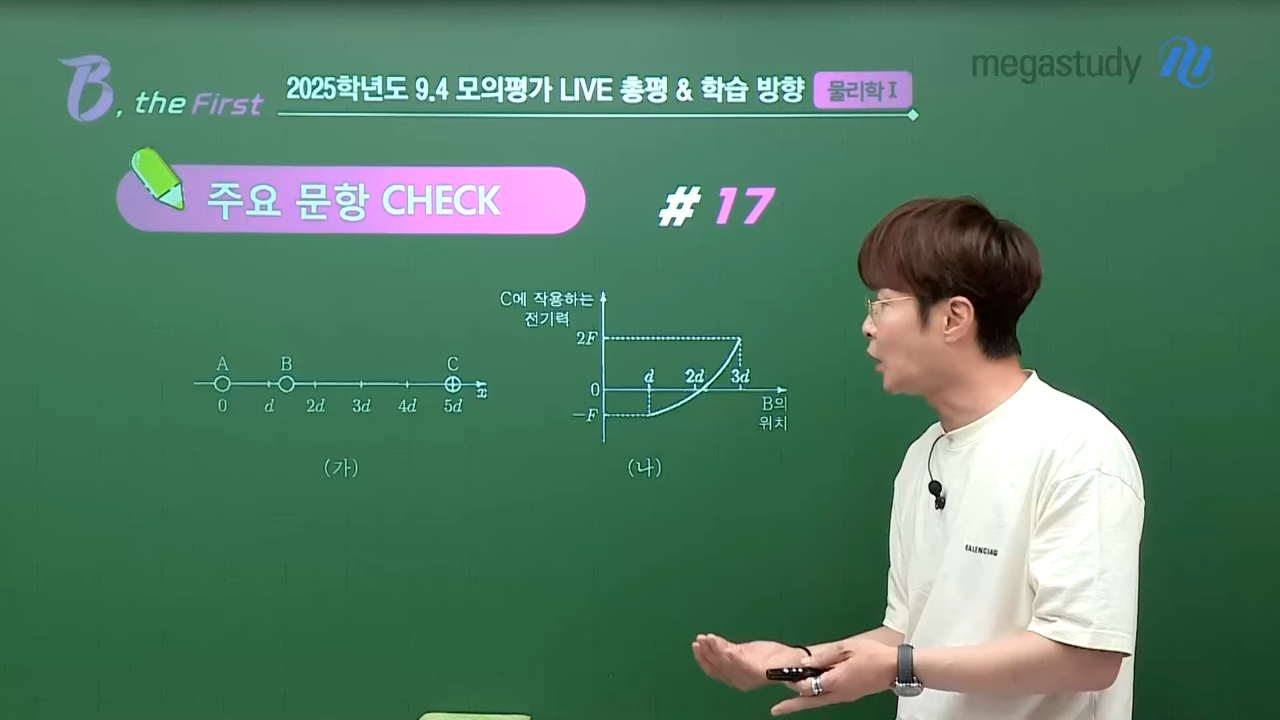 B, the First
2025학년도 9.4 모의평가 LIVE 총평 & 학습 방향 물리학 I
megastudy
주요 문항 CHECK
# 17
A B C
0 d 2d 3d 4d 5d x
(가)
C에 작용하는
전기력
2F
0
-F
d 2d 3d
B의
위치
(나)
BALENCIAG